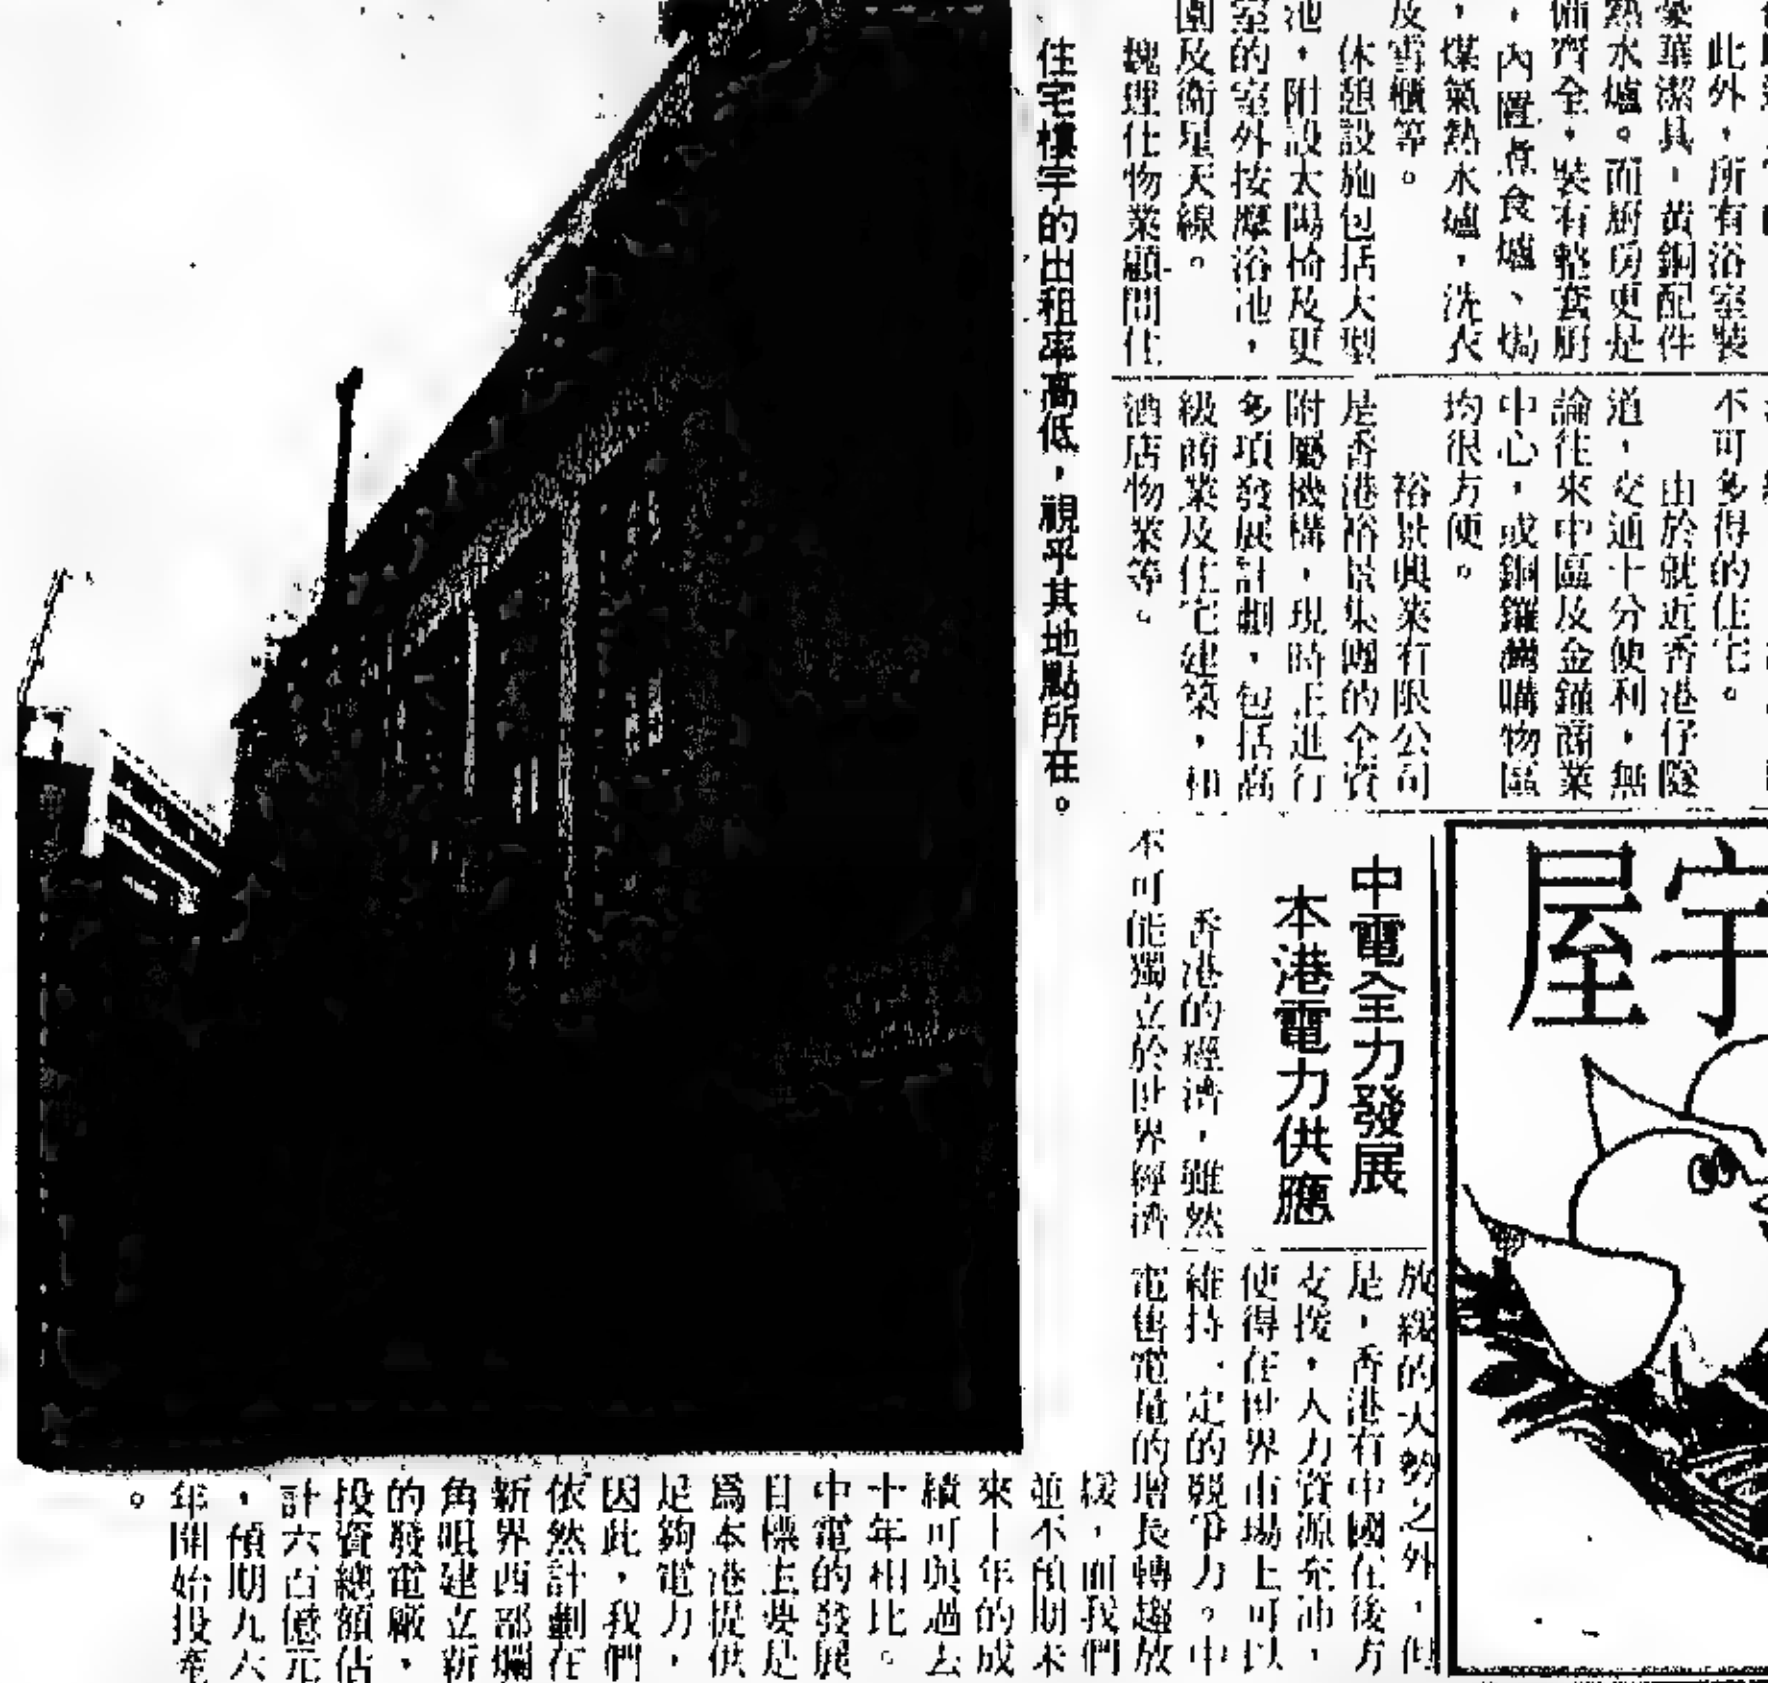 此外，所有浴室裝
豪華潔具，黃銅配件
熱水爐。而廚房更是
備齊全，裝有整套廚
，內置煮食爐、焗
，煤氣熱水爐，洗衣
及雪櫃等。
休憩設施包括大型
池，附設太陽椅及更
室的室外按摩浴池，
園及衛星天線。
魏理仕物業顧問仕
不可多得的住宅。
由於就近香港仔隧
道，交通十分便利，無
論往來中區及金鐘商業
中心，或銅鑼灣購物區
均很方便。
裕景興業有限公司
是香港裕景集團的全資
附屬機構，現時正進行
多項發展計劃，包括高
級商業及住宅建築，和
酒店物業等。
住宅樓宇的出租率高低，視乎其地點所在。
宇
屋
中電全力發展
本港電力供應
香港的經濟，雖然
不可能獨立於世界經濟
放緩的大勢之外，但
是，香港有中國在後方
支援，人力資源充沛，
使得在世界市場上可以
維持一定的競爭力。中
電售電量的增長轉趨放
緩，而我們
並不預期未
來十年的成
績可與過去
十年相比。
中電的發展
目標主要是
為本港提供
足夠電力，
因此，我們
依然計劃在
新界西部爛
角咀建立新
的發電廠，
投資總額估
計六百億元
，預期九六
年開始投產
。